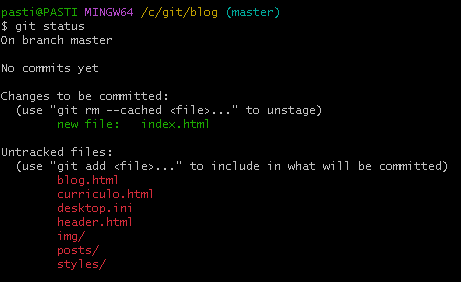 pasti@PASTI MINGW64 /c/git/blog (master)
$ git status
On branch master

No commits yet

Changes to be committed:
  (use "git rm --cached <file>..." to unstage)
        new file:   index.html

Untracked files:
  (use "git add <file>..." to include in what will be committed)
        blog.html
        curriculo.html
        desktop.ini
        header.html
        img/
        posts/
        styles/